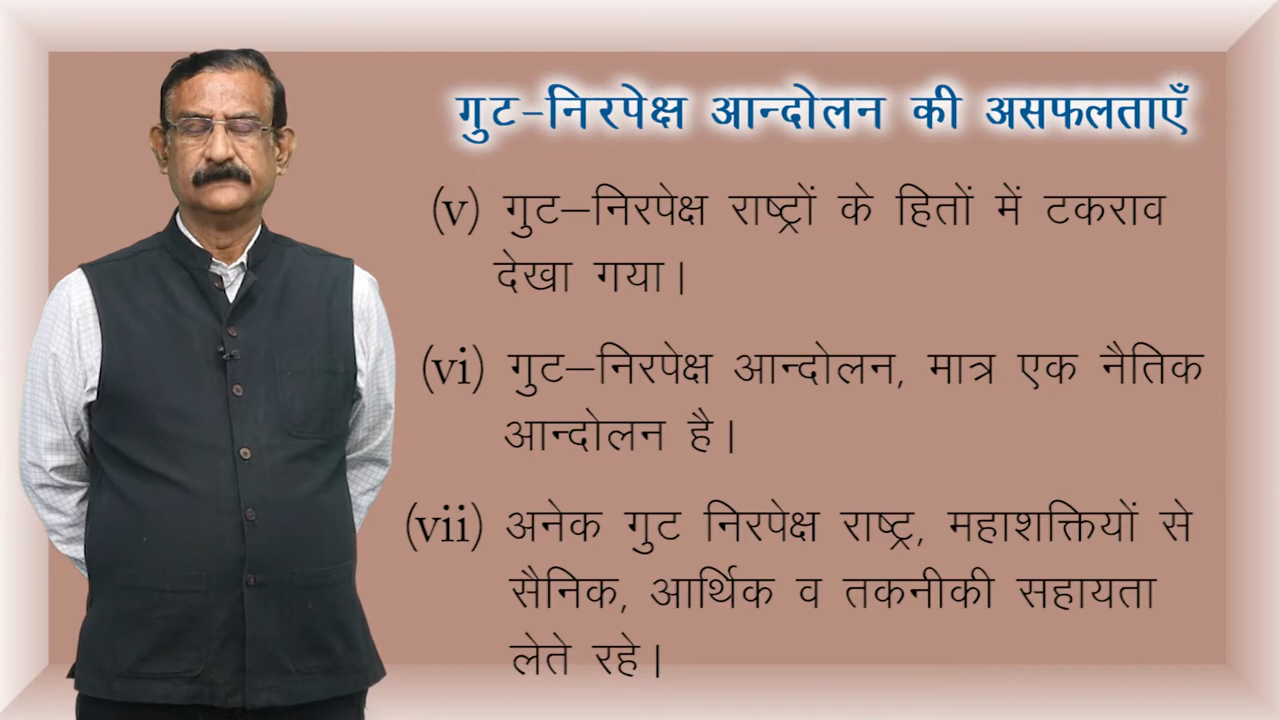 गुट-निरपेक्ष आन्दोलन की असफलताएँ
(v) गुट–निरपेक्ष राष्ट्रों के हितों में टकराव
देखा गया।
(vi) गुट–निरपेक्ष आन्दोलन, मात्र एक नैतिक
आन्दोलन है।
(vii) अनेक गुट निरपेक्ष राष्ट्र, महाशक्तियों से
सैनिक, आर्थिक व तकनीकी सहायता
लेते रहे।